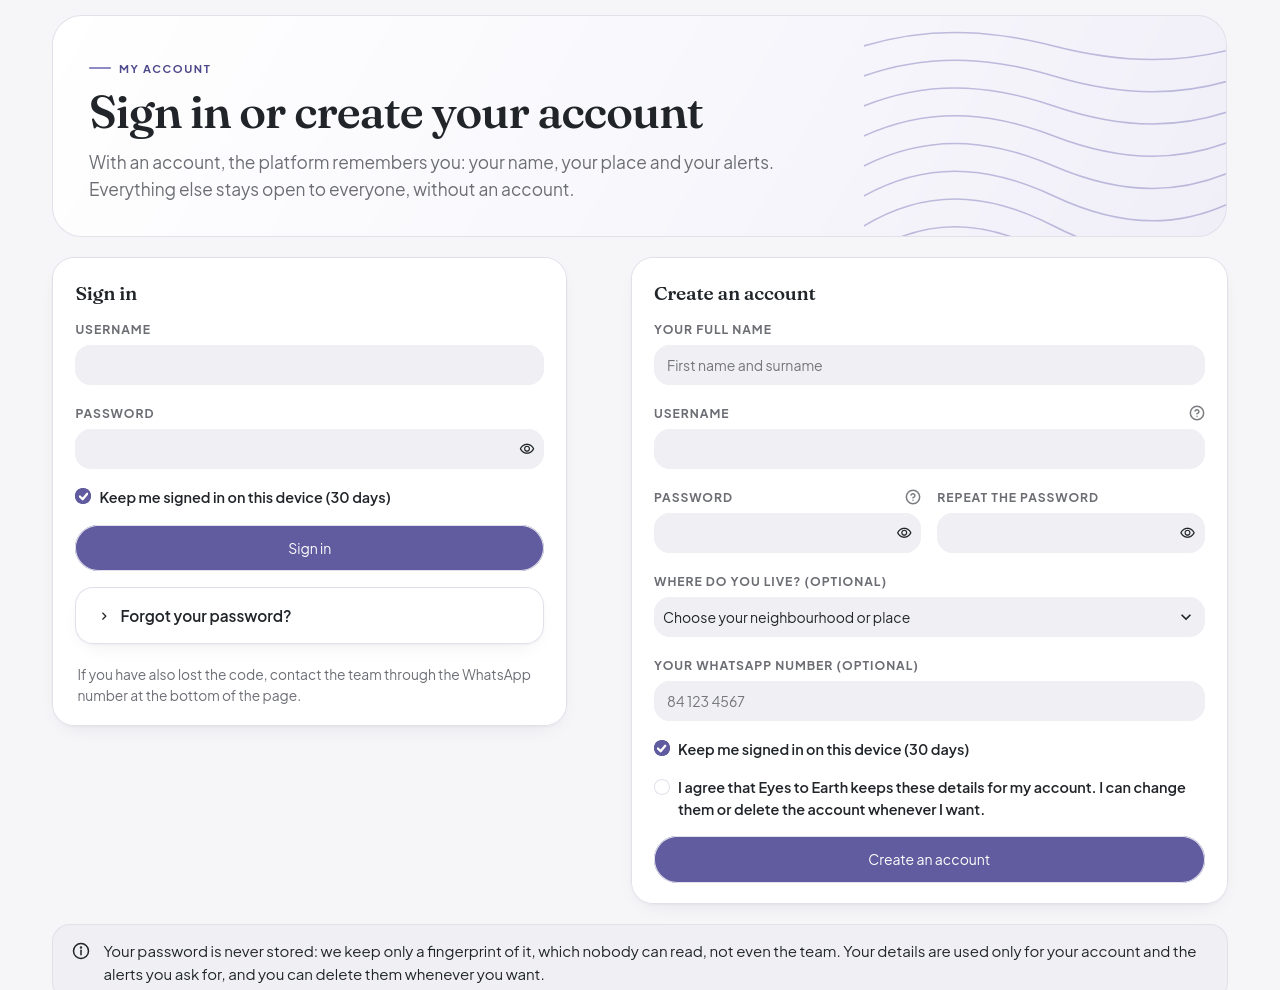 MY ACCOUNT
Sign in or create your account
With an account, the platform remembers you: your name, your place and your alerts.
Everything else stays open to everyone, without an account.
Sign in
USERNAME
PASSWORD
Keep me signed in on this device (30 days)
Sign in
Forgot your password?
If you have also lost the code, contact the team through the WhatsApp
number at the bottom of the page.
Create an account
YOUR FULL NAME
First name and surname
USERNAME
PASSWORD
REPEAT THE PASSWORD
WHERE DO YOU LIVE? (OPTIONAL)
Choose your neighbourhood or place
YOUR WHATSAPP NUMBER (OPTIONAL)
84 123 4567
Keep me signed in on this device (30 days)
I agree that Eyes to Earth keeps these details for my account. I can change
them or delete the account whenever I want.
Create an account
Your password is never stored: we keep only a fingerprint of it, which nobody can read, not even the team. Your details are used only for your account and the
alerts you ask for, and you can delete them whenever you want.